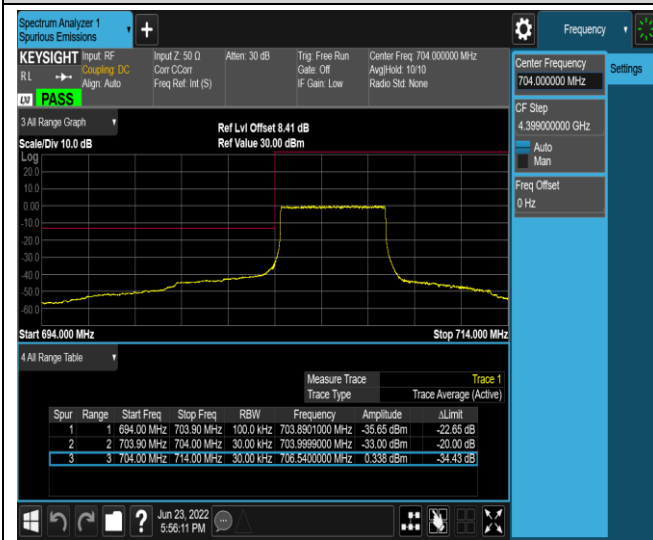 Spectrum Analyzer 1
Spurious Emissions
Frequency
KEYSIGHT
R L
LXI
PASS
Input: RF
Coupling: DC
Align: Auto
Input Z: 50 Ω
Corr CCorr
Freq Ref: Int (S)
Atten: 30 dB
Trig: Free Run
Gate: Off
IF Gain: Low
Center Freq: 704.000000 MHz
Avg|Hold: 10/10
Radio Std: None
Center Frequency
704.000000 MHz
Settings
CF Step
4.399000000 GHz
Auto
Man
Freq Offset
0 Hz
3 All Range Graph
Scale/Div 10.0 dB
Ref Lvl Offset 8.41 dB
Ref Value 30.00 dBm
Log
20.0
10.0
0.00
-10.0
-20.0
-30.0
-40.0
-50.0
-60.0
Start 694.000 MHz
Stop 714.000 MHz
4 All Range Table
Measure Trace Trace 1
Trace Type Trace Average (Active)
Spur Range Start Freq Stop Freq RBW Frequency Amplitude ΔLimit
1 1 694.00 MHz 703.90 MHz 100.0 kHz 703.8901000 MHz -35.65 dBm -22.65 dB
2 2 703.90 MHz 704.00 MHz 30.00 kHz 703.9999000 MHz -33.00 dBm -20.00 dB
3 3 704.00 MHz 714.00 MHz 30.00 kHz 706.5400000 MHz 0.338 dBm -34.43 dB
Jun 23, 2022
5:56:11 PM